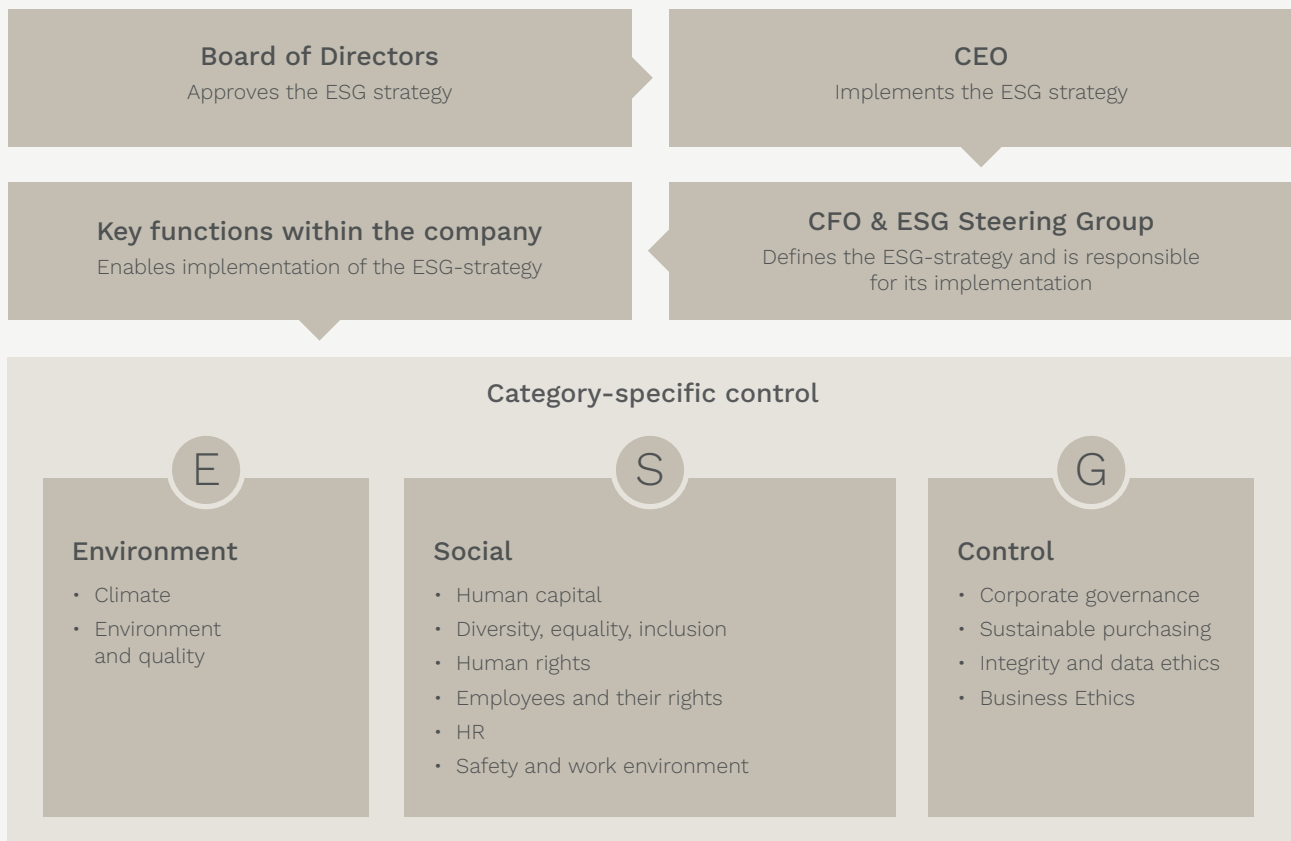 Board of Directors
Approves the ESG strategy
CEO
Implements the ESG strategy
Key functions within the company
Enables implementation of the ESG-strategy
CFO & ESG Steering Group
Defines the ESG-strategy and is responsible
for its implementation
Category-specific control
E
Environment
• Climate
• Environment
and quality
S
Social
• Human capital
• Diversity, equality, inclusion
• Human rights
• Employees and their rights
• HR
• Safety and work environment
G
Control
• Corporate governance
• Sustainable purchasing
• Integrity and data ethics
• Business Ethics